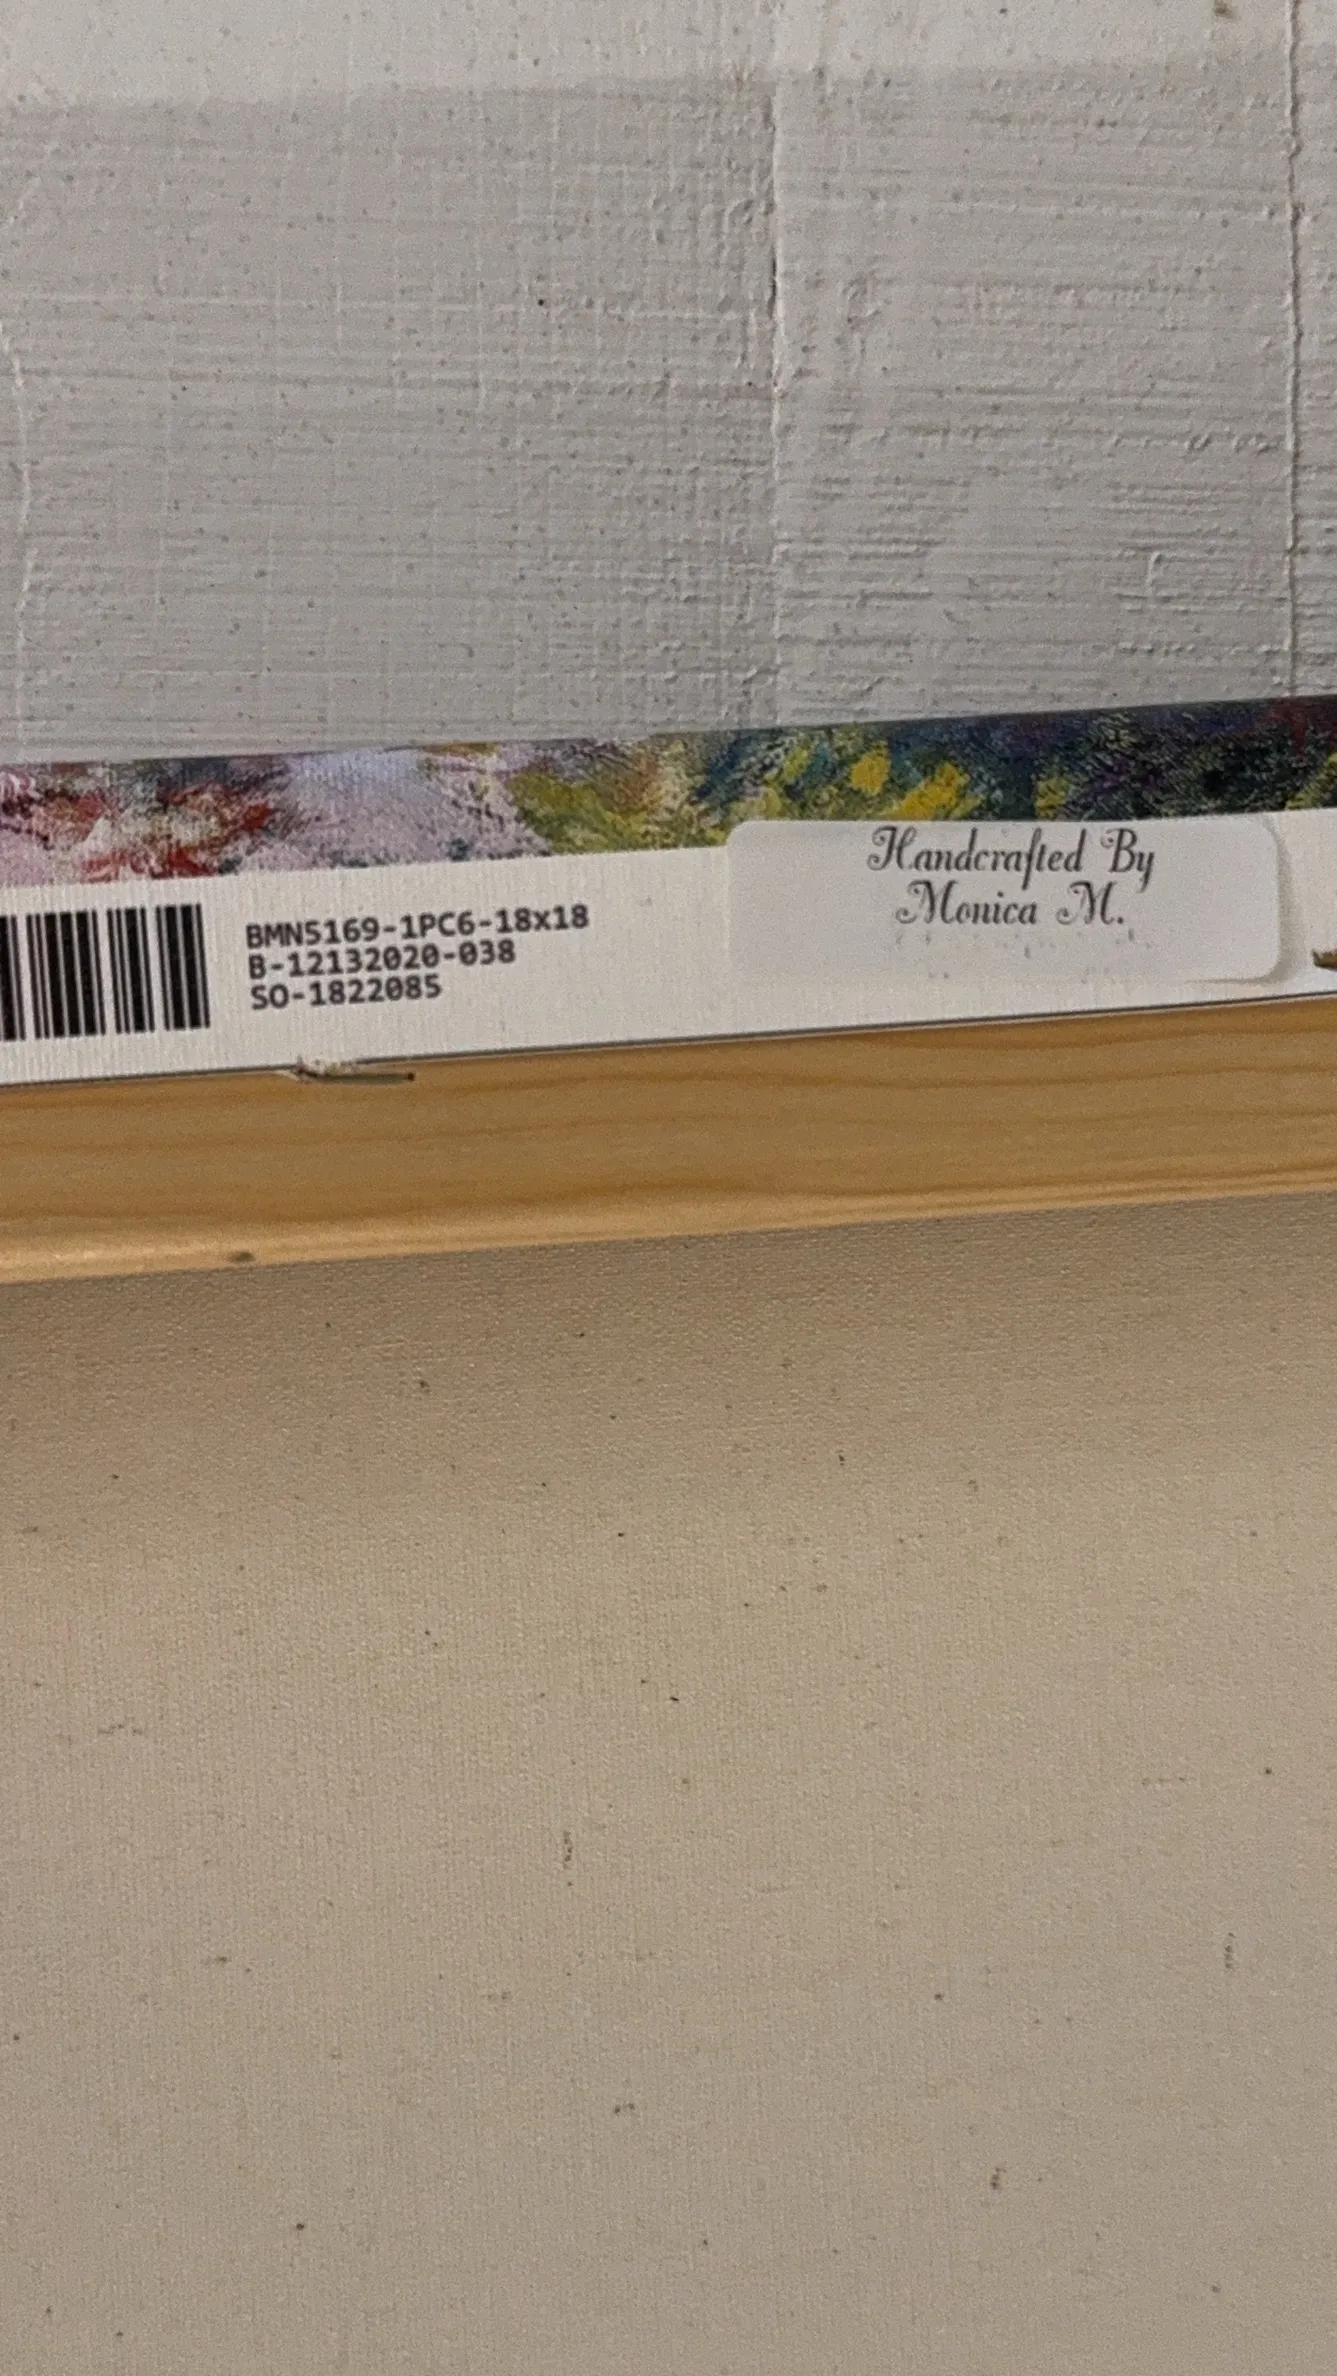 BMN5169-1PC6-18x18
B-12132020-038
SO-1822085
Handcrafted By
Monica M.